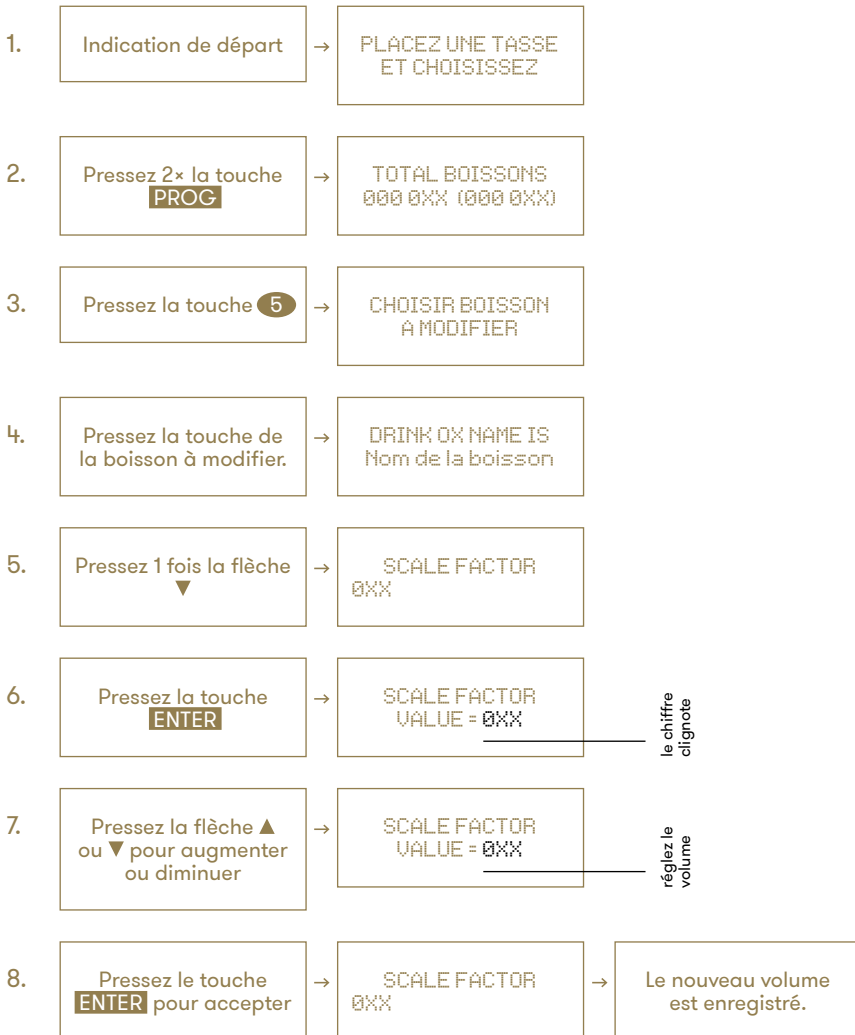 1.
Indication de départ
→
PLACEZ UNE TASSE
ET CHOISISSEZ
2.
Pressez 2× la touche
PROG
→
TOTAL BOISSONS
000 0XX (000 0XX)
3.
Pressez la touche 5
→
CHOISIR BOISSON
A MODIFIER
4.
Pressez la touche de
la boisson à modifier.
→
DRINK OX NAME IS
Nom de la boisson
5.
Pressez 1 fois la flèche
▼
→
SCALE FACTOR
0XX
6.
Pressez la touche
ENTER
→
SCALE FACTOR
VALUE = 0XX
le chiffre
clignote
7.
Pressez la flèche ▲
ou ▼ pour augmenter
ou diminuer
→
SCALE FACTOR
VALUE = 0XX
réglez le
volume
8.
Pressez le touche
ENTER pour accepter
→
SCALE FACTOR
0XX
→
Le nouveau volume
est enregistré.